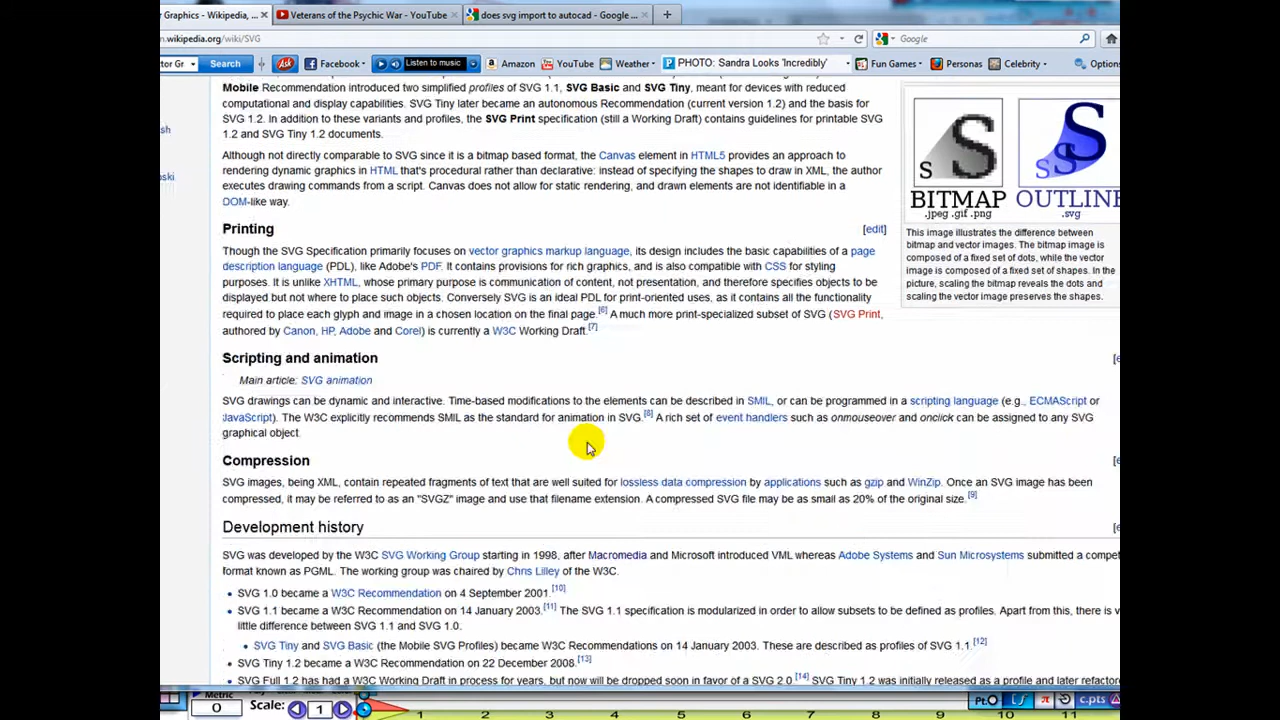 r Graphics - Wikipedia, ... Veterans of the Psychic War - YouTube does svg import to autocad - Google ...
n.wikipedia.org/wiki/SVG Google
or Gr Search Ask Facebook Listen to music Amazon YouTube Weather PHOTO: Sandra Looks 'Incredibly' Fun Games Personas Celebrity Option
Mobile Recommendation introduced two simplified profiles of SVG 1.1, SVG Basic and SVG Tiny, meant for devices with reduced
computational and display capabilities. SVG Tiny later became an autonomous Recommendation (current version 1.2) and the basis for
SVG 1.2. In addition to these variants and profiles, the SVG Print specification (still a Working Draft) contains guidelines for printable SVG
1.2 and SVG Tiny 1.2 documents.
Although not directly comparable to SVG since it is a bitmap based format, the Canvas element in HTML5 provides an approach to
rendering dynamic graphics in HTML that's procedural rather than declarative: instead of specifying the shapes to draw in XML, the author
executes drawing commands from a script. Canvas does not allow for static rendering, and drawn elements are not identifiable in a
DOM-like way.
S S S S S
BITMAP OUTLINE
.jpeg .gif .png .svg
This image illustrates the difference between
bitmap and vector images. The bitmap image is
composed of a fixed set of dots, while the vector
image is composed of a fixed set of shapes. In the
picture, scaling the bitmap reveals the dots and
scaling the vector image preserves the shapes.
sh
ski.
Printing [edit]
Though the SVG Specification primarily focuses on vector graphics markup language, its design includes the basic capabilities of a page
description language (PDL), like Adobe's PDF. It contains provisions for rich graphics, and is also compatible with CSS for styling
purposes. It is unlike XHTML, whose primary purpose is communication of content, not presentation, and therefore specifies objects to be
displayed but not where to place such objects. Conversely SVG is an ideal PDL for print-oriented uses, as it contains all the functionality
required to place each glyph and image in a chosen location on the final page.[6] A much more print-specialized subset of SVG (SVG Print,
authored by Canon, HP, Adobe and Corel) is currently a W3C Working Draft.[7]
Scripting and animation [e
Main article: SVG animation
SVG drawings can be dynamic and interactive. Time-based modifications to the elements can be described in SMIL, or can be programmed in a scripting language (e.g., ECMAScript or
JavaScript). The W3C explicitly recommends SMIL as the standard for animation in SVG.[8] A rich set of event handlers such as onmouseover and onclick can be assigned to any SVG
graphical object.
Compression [e
SVG images, being XML, contain repeated fragments of text that are well suited for lossless data compression by applications such as gzip and WinZip. Once an SVG image has been
compressed, it may be referred to as an "SVGZ" image and use that filename extension. A compressed SVG file may be as small as 20% of the original size.[9]
Development history [e
SVG was developed by the W3C SVG Working Group starting in 1998, after Macromedia and Microsoft introduced VML whereas Adobe Systems and Sun Microsystems submitted a compet
format known as PGML. The working group was chaired by Chris Lilley of the W3C.
SVG 1.0 became a W3C Recommendation on 4 September 2001.[10]
SVG 1.1 became a W3C Recommendation on 14 January 2003.[11] The SVG 1.1 specification is modularized in order to allow subsets to be defined as profiles. Apart from this, there is v
little difference between SVG 1.1 and SVG 1.0.
SVG Tiny and SVG Basic (the Mobile SVG Profiles) became W3C Recommendations on 14 January 2003. These are described as profiles of SVG 1.1.[12]
SVG Tiny 1.2 became a W3C Recommendation on 22 December 2008.[13]
SVG Full 1.2 has had a W3C Working Draft in process for years, but now will be dropped soon in favor of a SVG 2.0.[14] SVG Tiny 1.2 was initially released as a profile and later refactore
Metric
0 Scale: 1 1 2 3 4 5 6 7 8 9 10 11 Pt. π c.pts